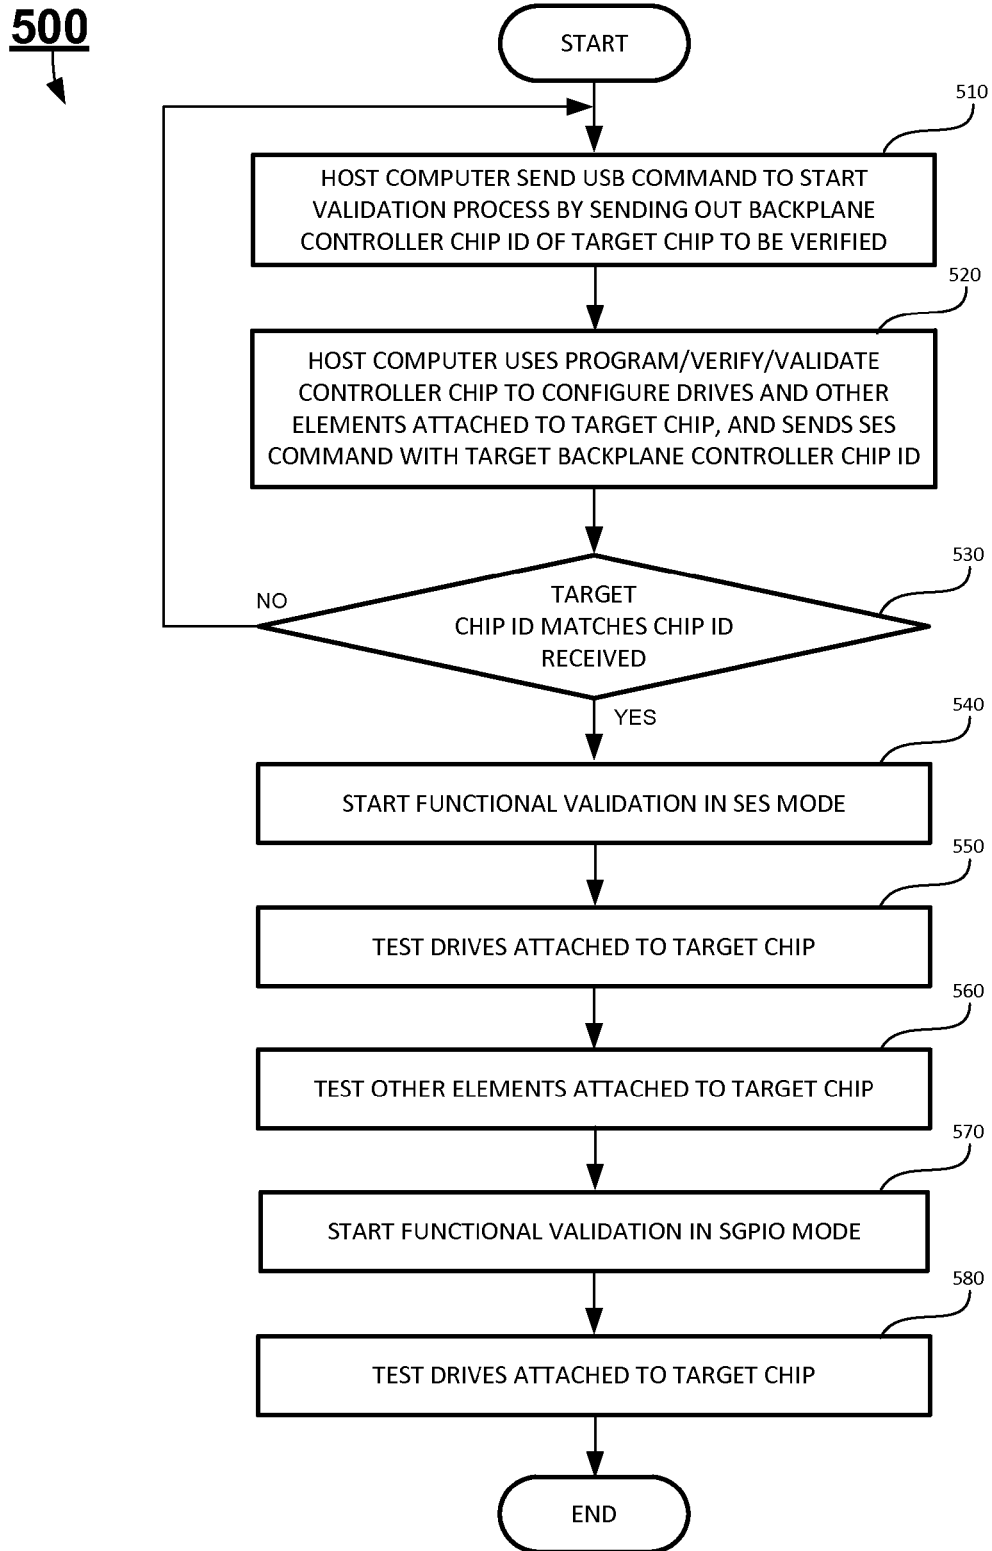 500
START
510
HOST COMPUTER SEND USB COMMAND TO START
VALIDATION PROCESS BY SENDING OUT BACKPLANE
CONTROLLER CHIP ID OF TARGET CHIP TO BE VERIFIED
520
HOST COMPUTER USES PROGRAM/VERIFY/VALIDATE
CONTROLLER CHIP TO CONFIGURE DRIVES AND OTHER
ELEMENTS ATTACHED TO TARGET CHIP, AND SENDS SES
COMMAND WITH TARGET BACKPLANE CONTROLLER CHIP ID
530
TARGET
CHIP ID MATCHES CHIP ID
RECEIVED
NO
YES
540
START FUNCTIONAL VALIDATION IN SES MODE
550
TEST DRIVES ATTACHED TO TARGET CHIP
560
TEST OTHER ELEMENTS ATTACHED TO TARGET CHIP
570
START FUNCTIONAL VALIDATION IN SGPIO MODE
580
TEST DRIVES ATTACHED TO TARGET CHIP
END